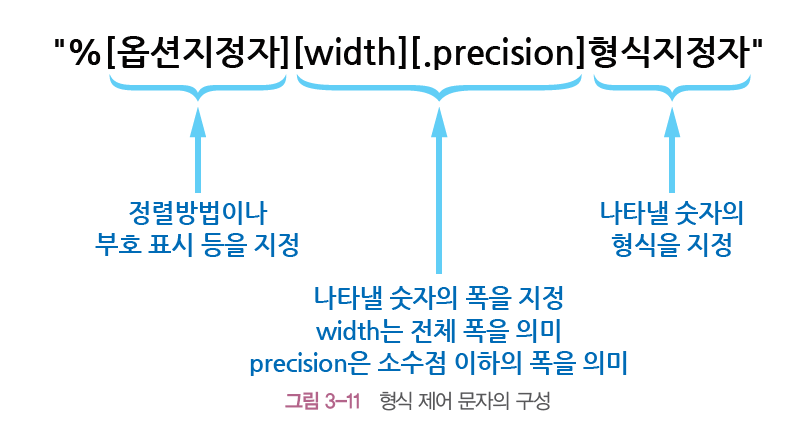 "%[옵션지정자][width][.precision]형식지정자"
정렬방법이나
부호 표시 등을 지정
나타낼 숫자의
형식을 지정
나타낼 숫자의 폭을 지정
width는 전체 폭을 의미
precision은 소수점 이하의 폭을 의미
그림 3-11 형식 제어 문자의 구성